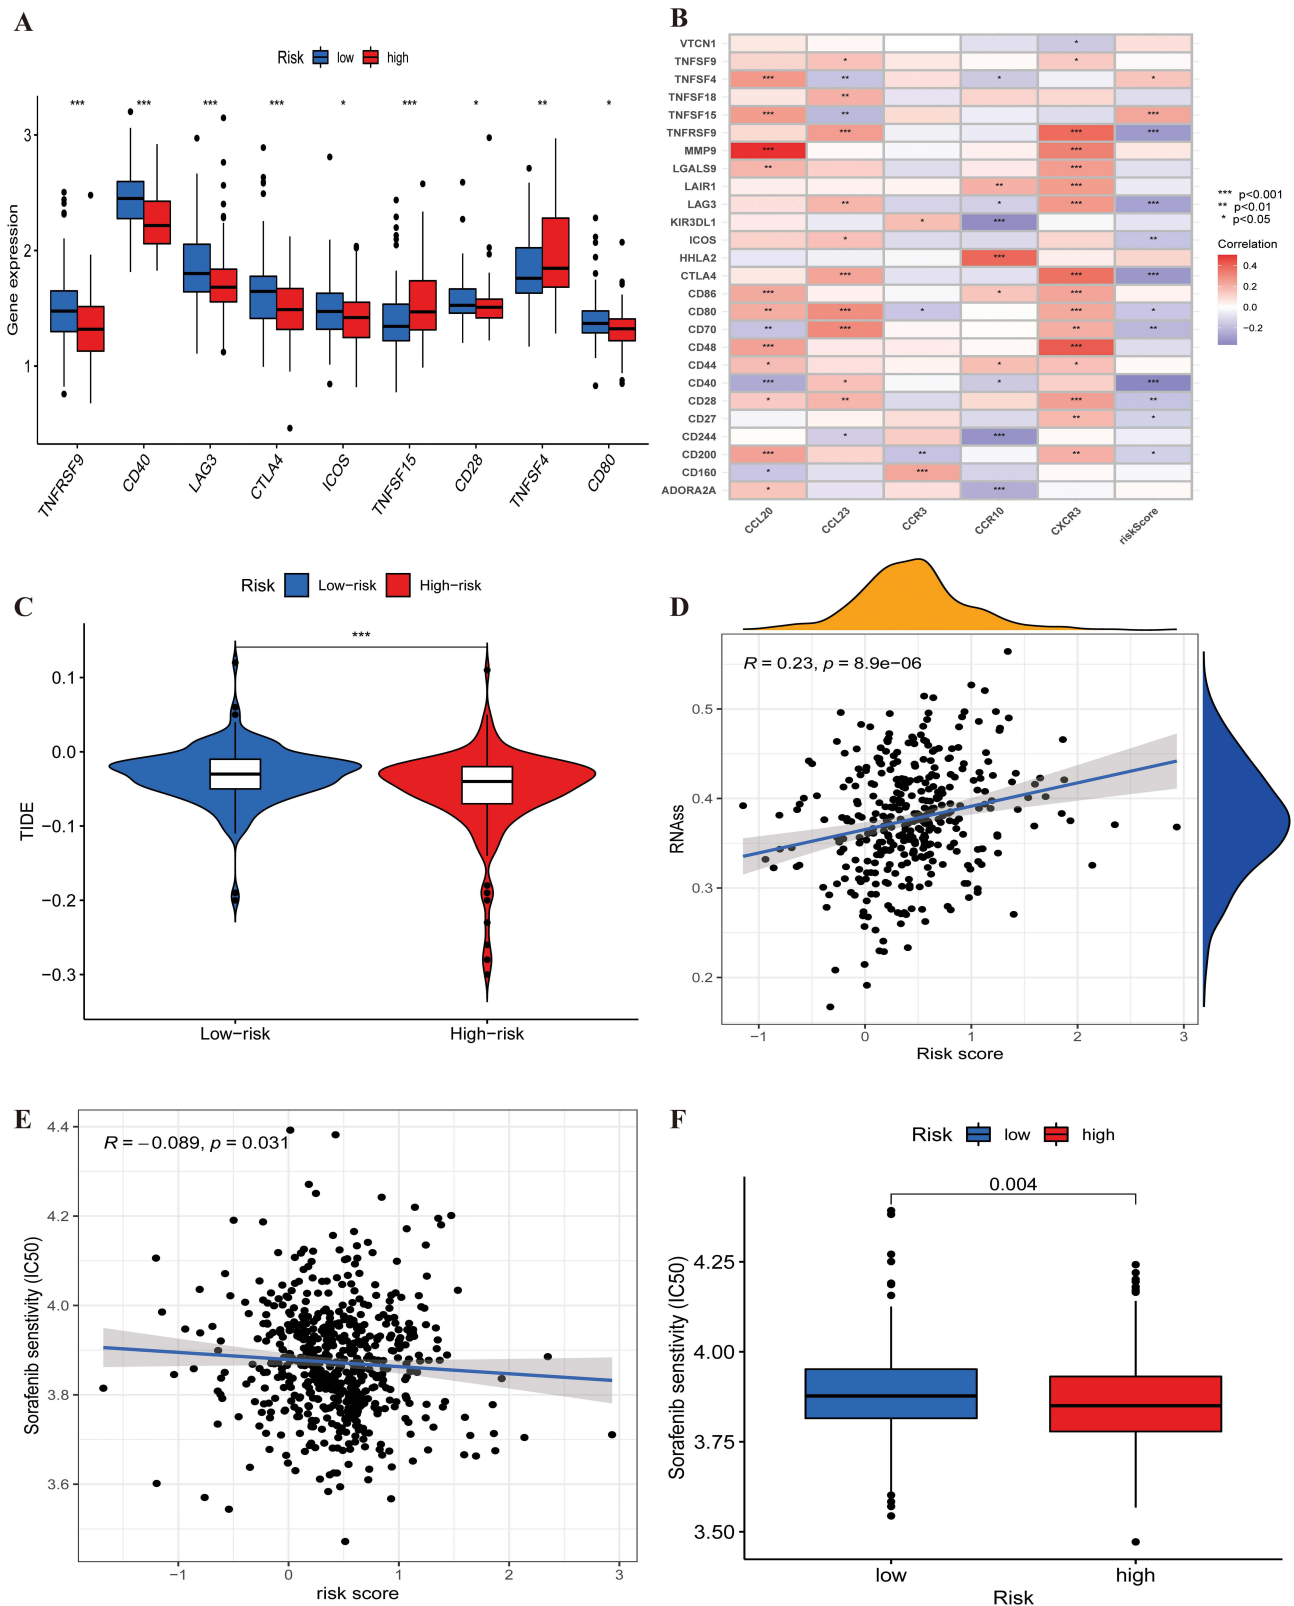 A
Risk low high
*** *** *** *** * *** * ** *
Gene expression
3
2
1
TNFRSF9 CD40 LAG3 CTLA4 ICOS TNFSF15 CD28 TNFSF4 CD80
B
VTCN1 *
TNFSF9 * *
TNFSF4 *** ** * *
TNFSF18 **
TNFSF15 *** ** ***
TNFRSF9 *** *** ***
MMP9 *** ***
LGALS9 ** ***
LAIR1 ** ***
LAG3 ** * *** ***
KIR3DL1 * ***
ICOS * **
HHLA2 ***
CTLA4 *** *** ***
CD86 *** * ***
CD80 ** *** * *** *
CD70 ** *** ** **
CD48 *** ***
CD44 * * *
CD40 *** * * ***
CD28 * ** *** **
CD27 ** *
CD244 * ***
CD200 *** ** ** *
CD160 * ***
ADORA2A * ***
CCL20 CCL23 CCR3 CCR10 CXCR3 riskScore
*** p<0.001
** p<0.01
* p<0.05
Correlation
0.4
0.2
0.0
−0.2
C
Risk Low−risk High−risk
***
TIDE
0.1
0.0
−0.1
−0.2
−0.3
Low−risk High−risk
D
R = 0.23, p = 8.9e−06
RNAss
0.5
0.4
0.3
0.2
−1 0 1 2 3
Risk score
E
R = −0.089, p = 0.031
Sorafenib senstivity (IC50)
4.4
4.2
4.0
3.8
3.6
−1 0 1 2 3
risk score
F
Risk low high
0.004
Sorafenib senstivity (IC50)
4.25
4.00
3.75
3.50
low high
Risk